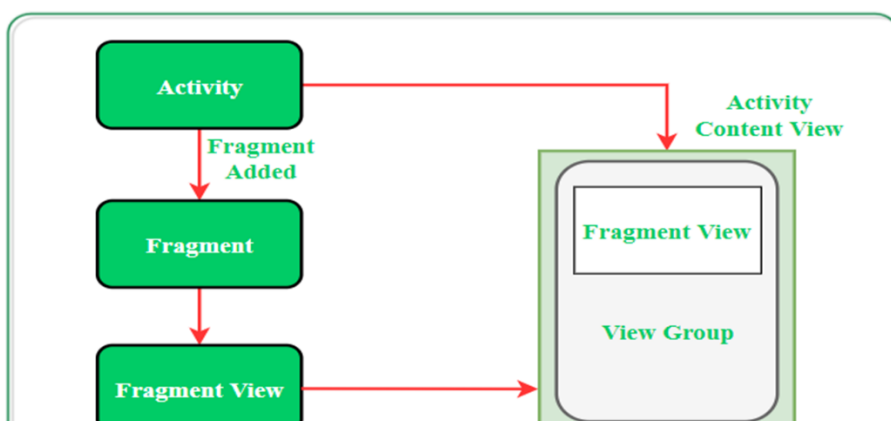 Activity
Activity
Content View
Fragment
Added
Fragment View
Fragment
View Group
Fragment View